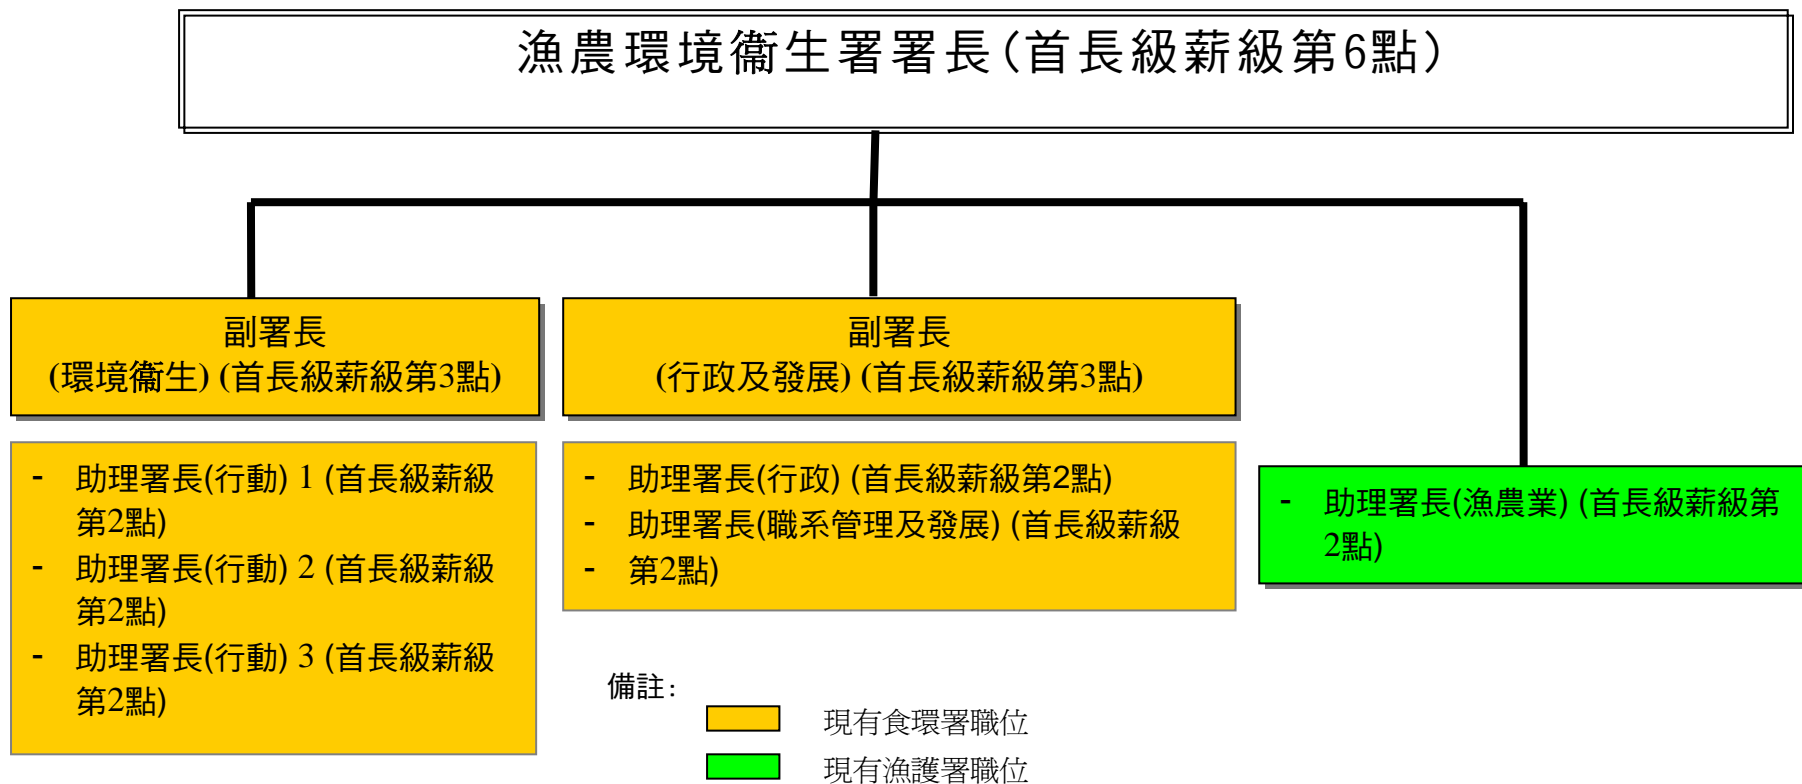 漁農環境衞生署署長(首長級薪級第6點)
副署長
(環境衞生) (首長級薪級第3點)
副署長
(行政及發展) (首長級薪級第3點)
- 助理署長(行動) 1 (首長級薪級
第2點)
- 助理署長(行動) 2 (首長級薪級
第2點)
- 助理署長(行動) 3 (首長級薪級
第2點)
- 助理署長(行政) (首長級薪級第2點)
- 助理署長(職系管理及發展) (首長級薪級
- 第2點)
- 助理署長(漁農業) (首長級薪級第
2點)
備註:
現有食環署職位
現有漁護署職位